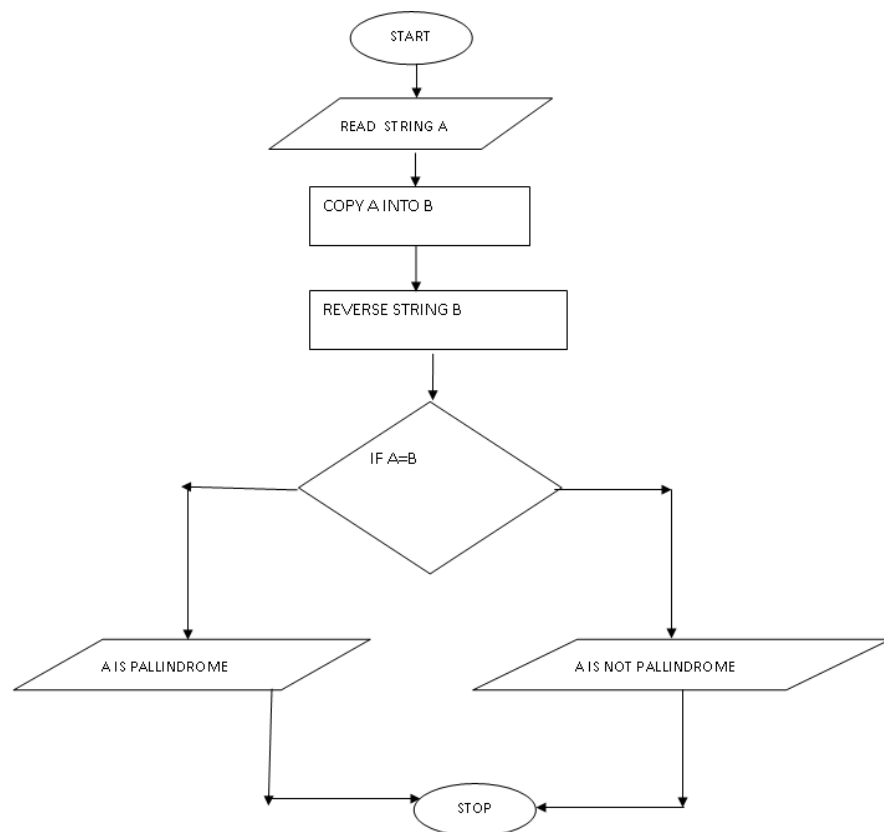 START
READ STRING A
COPY A INTO B
REVERSE STRING B
IF A=B
A IS PALLINDROME
A IS NOT PALLINDROME
STOP